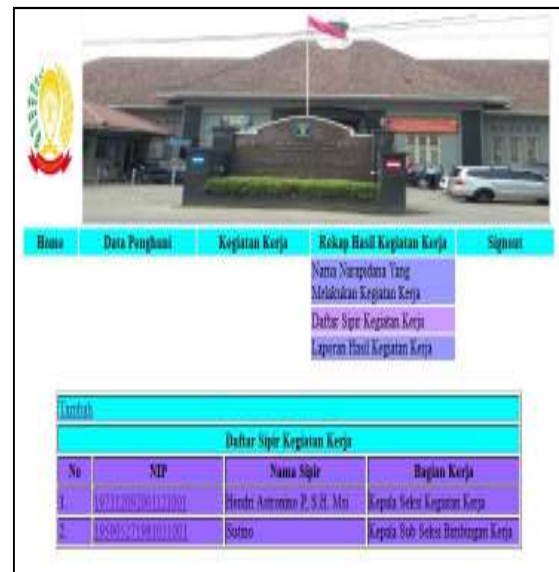 Home Data Penghuni Kegiatan Kerja Rekap Hasil Kegiatan Kerja Signout
Nama Narapidana Yang
Melakukan Kegiatan Kerja
Daftar Sipir Kegiatan Kerja
Laporan Hasil Kegiatan Kerja
Tambah
Daftar Sipir Kegiatan Kerja
No NIP Nama Sipir Bagian Kerja
1. Hendri P. S.H. Kepala Seksi Kegiatan Kerja
2. Sutino Kepala Sub Seksi Bimbingan Kerja